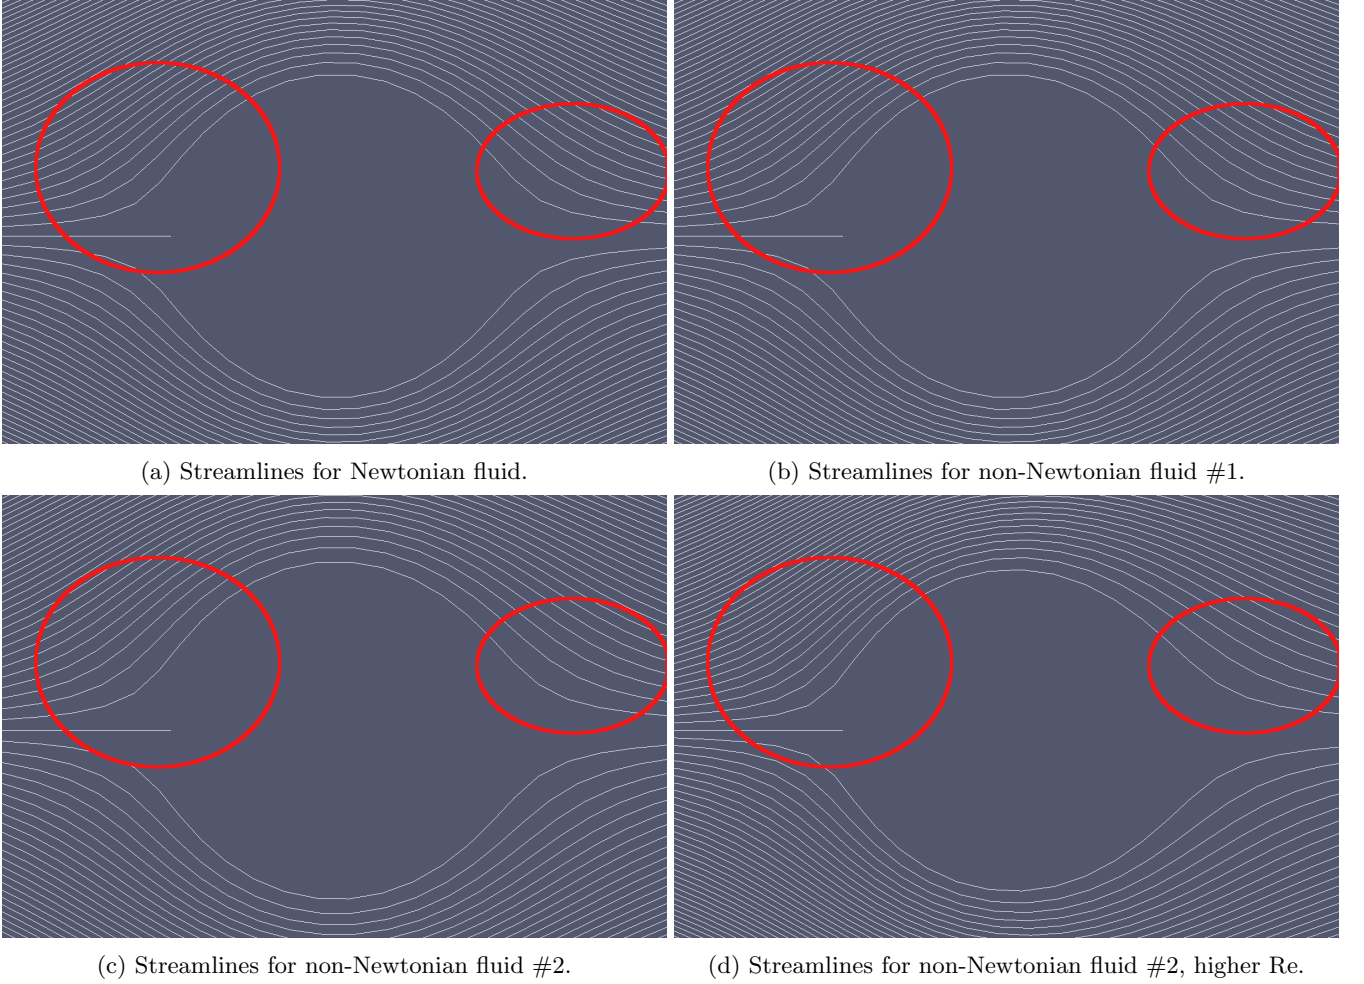 (a) Streamlines for Newtonian fluid.
(b) Streamlines for non-Newtonian fluid #1.
(c) Streamlines for non-Newtonian fluid #2.
(d) Streamlines for non-Newtonian fluid #2, higher Re.